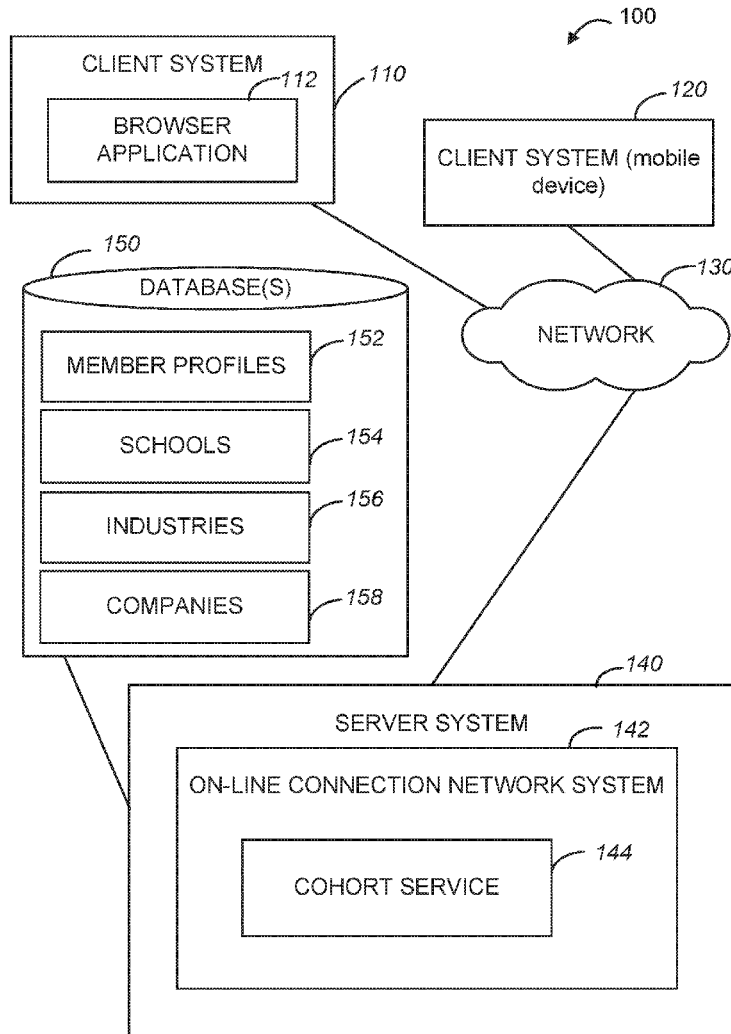 100
CLIENT SYSTEM
112
110
BROWSER
APPLICATION
120
CLIENT SYSTEM (mobile
device)
150
DATABASE(S)
130
NETWORK
MEMBER PROFILES
152
SCHOOLS
154
INDUSTRIES
156
COMPANIES
158
140
SERVER SYSTEM
142
ON-LINE CONNECTION NETWORK SYSTEM
144
COHORT SERVICE